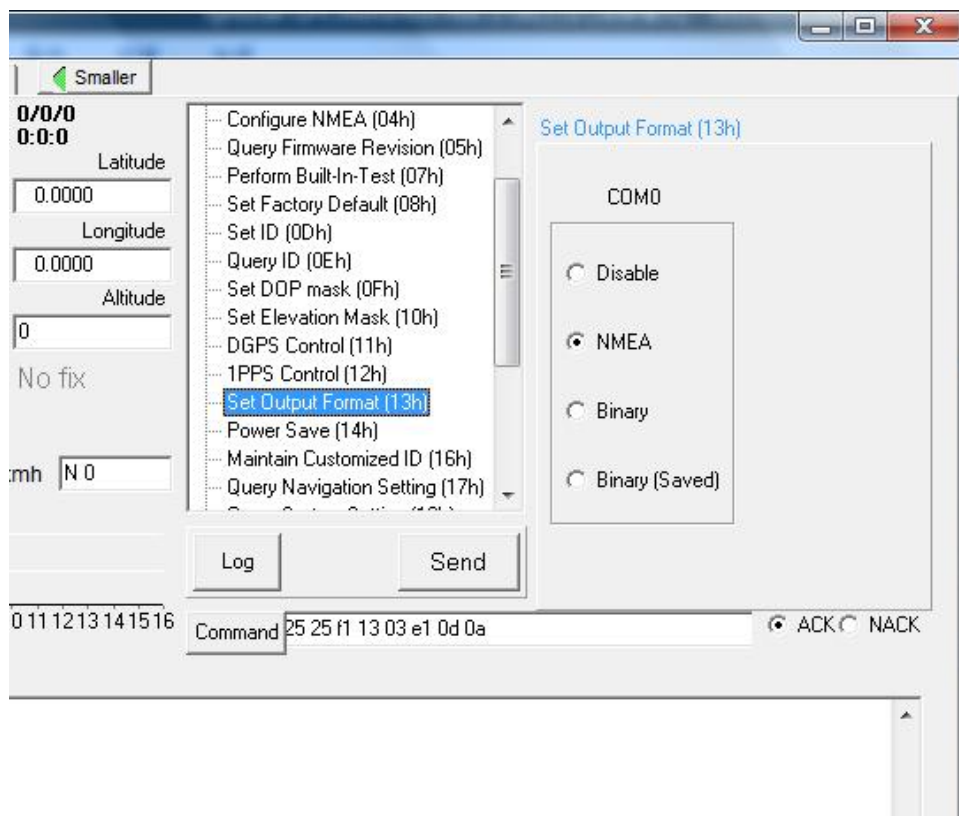 Smaller
0/0/0
0:0:0
Latitude
0.0000
Longitude
0.0000
Altitude
0
No fix
N 0
Configure NMEA (04h)
Query Firmware Revision (05h)
Perform Built-In-Test (07h)
Set Factory Default (08h)
Set ID (0Dh)
Query ID (0Eh)
Set DOP mask (0Fh)
Set Elevation Mask (10h)
DGPS Control (11h)
1PPS Control (12h)
Set Output Format (13h)
Power Save (14h)
Maintain Customized ID (16h)
Query Navigation Setting (17h)
Log
Send
Set Output Format (13h)
COM0
Disable
NMEA
Binary
Binary (Saved)
0 11 12 13 14 15 16
Command 25 25 f1 13 03 e1 0d 0a
ACK NACK